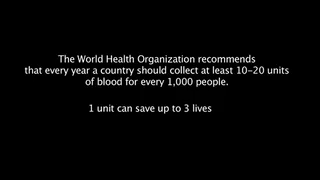 The World Health Organization recommends
that every year a country should collect at least 10-20 units
of blood for every 1,000 people.
1 unit can save up to 3 lives